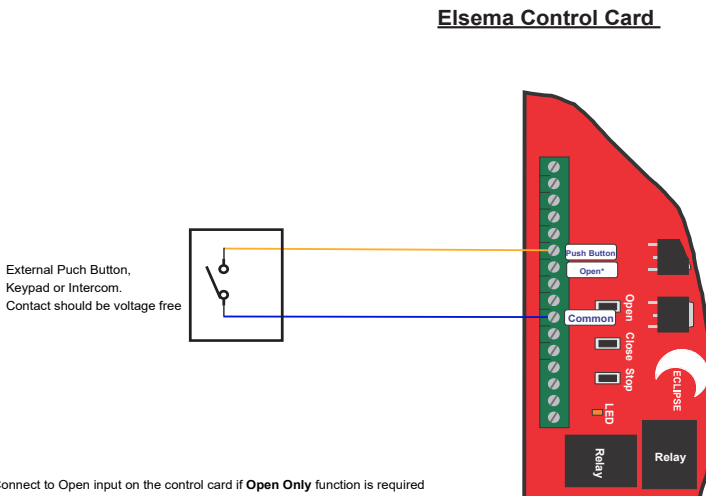 Elsema Control Card
External Puch Button,
Keypad or Intercom.
Contact should be voltage free
Push Button
Open*
Common
Open
Close
Stop
LED
ECLIPSE
Relay
Relay
onnect to Open input on the control card if Open Only function is required